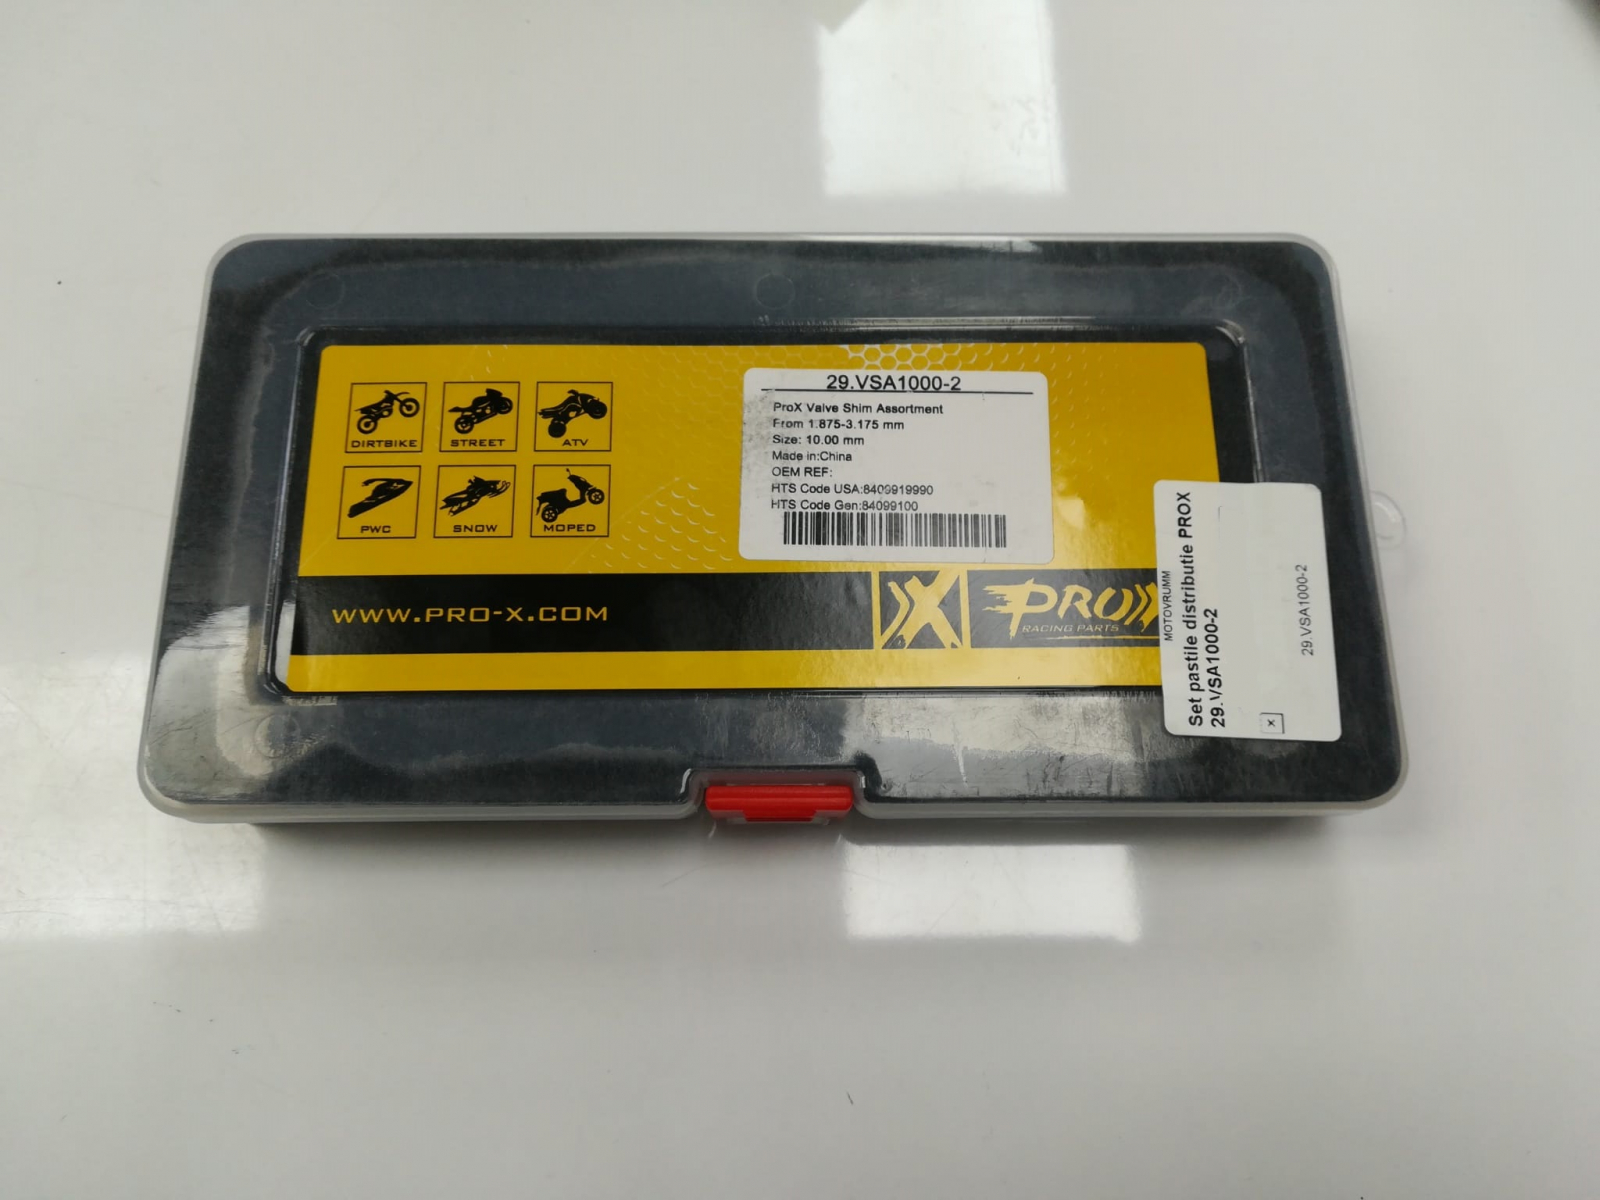 DIRTBIKE
STREET
ATV
PWC
SNOW
MOPED
29.VSA1000-2
ProX Valve Shim Assortment
From 1.875-3.175 mm
Size: 10.00 mm
Made in:China
OEM REF:
HTS Code USA:8409919990
HTS Code Gen:84099100
WWW.PRO-X.COM
X
PROX
RACING PARTS
MOTOVRUMM
Set pastile distributie PROX
29.VSA1000-2
x
29.VSA1000-2